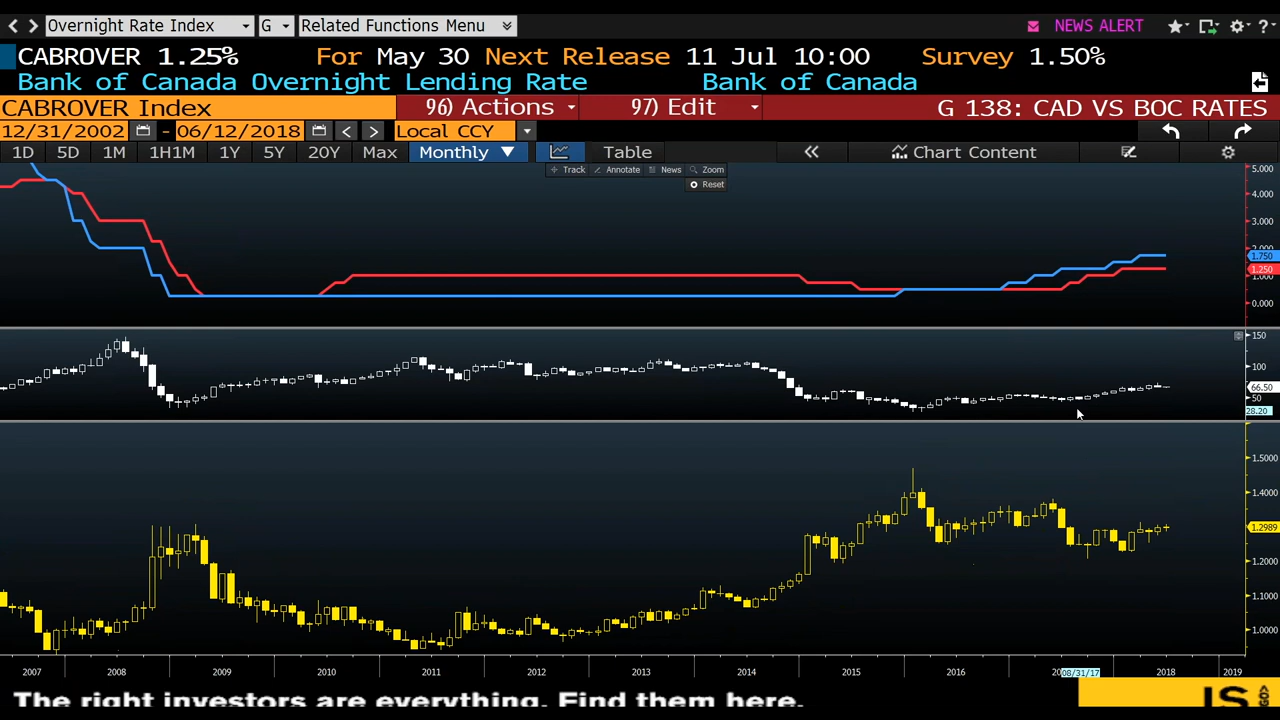 Overnight Rate Index G Related Functions Menu NEWS ALERT ?
CABROVER 1.25% For May 30 Next Release 11 Jul 10:00 Survey 1.50%
Bank of Canada Overnight Lending Rate Bank of Canada
CABROVER Index 96) Actions 97) Edit G 138: CAD VS BOC RATES
12/31/2002 - 06/12/2018 Local CCY
1D 5D 1M 1H1M 1Y 5Y 20Y Max Monthly ▼ Table Chart Content
Track Annotate News Zoom
Reset
5.000
4.000
3.000
2.000
1.750
1.250
1.000
0.000
150
100
66.50
50
28.20
1.5000
1.4000
1.2989
1.2000
1.1000
1.0000
2007 2008 2009 2010 2011 2012 2013 2014 2015 2016 08/31/17 2018 2019
The right investors are everything. Find them here.